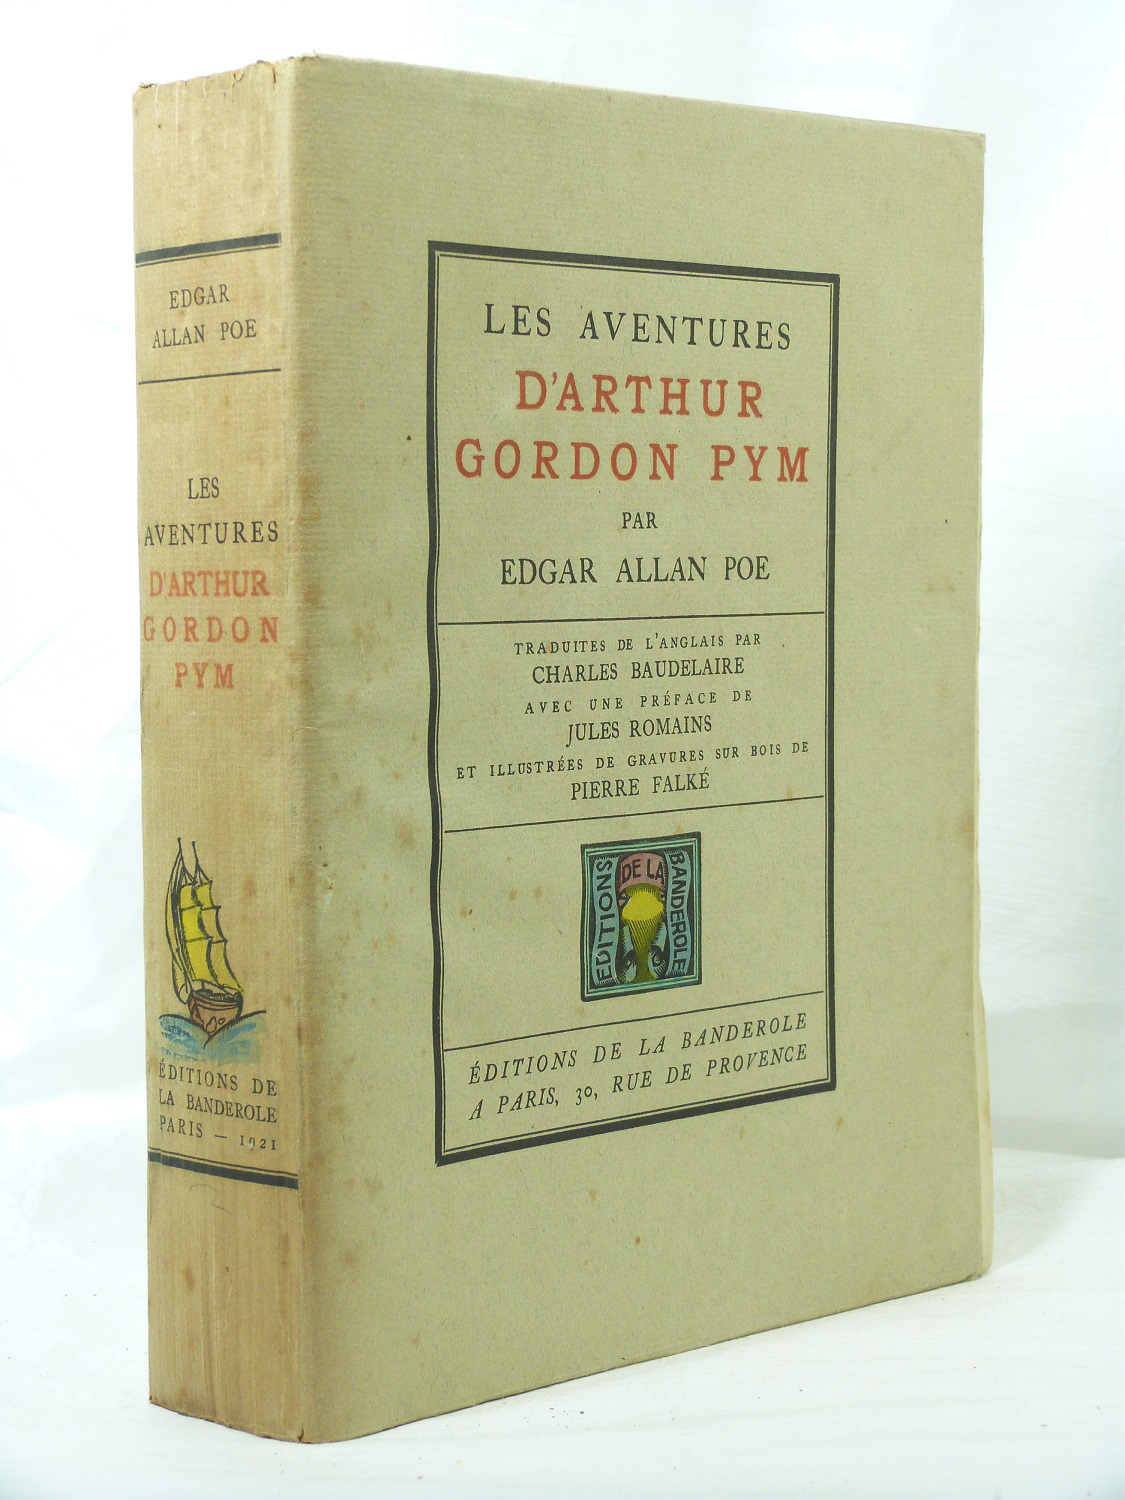 EDGAR
ALLAN POE
LES
AVENTURES
D'ARTHUR
GORDON
PYM
ÉDITIONS DE
LA BANDEROLE
PARIS — 1921
LES AVENTURES
D'ARTHUR
GORDON PYM
PAR
EDGAR ALLAN POE
TRADUITES DE L'ANGLAIS PAR
CHARLES BAUDELAIRE
AVEC UNE PRÉFACE DE
JULES ROMAINS
ET ILLUSTRÉES DE GRAVURES SUR BOIS DE
PIERRE FALKÉ
EDITIONS
DE LA
BANDEROLE
ÉDITIONS DE LA BANDEROLE
A PARIS, 30, RUE DE PROVENCE